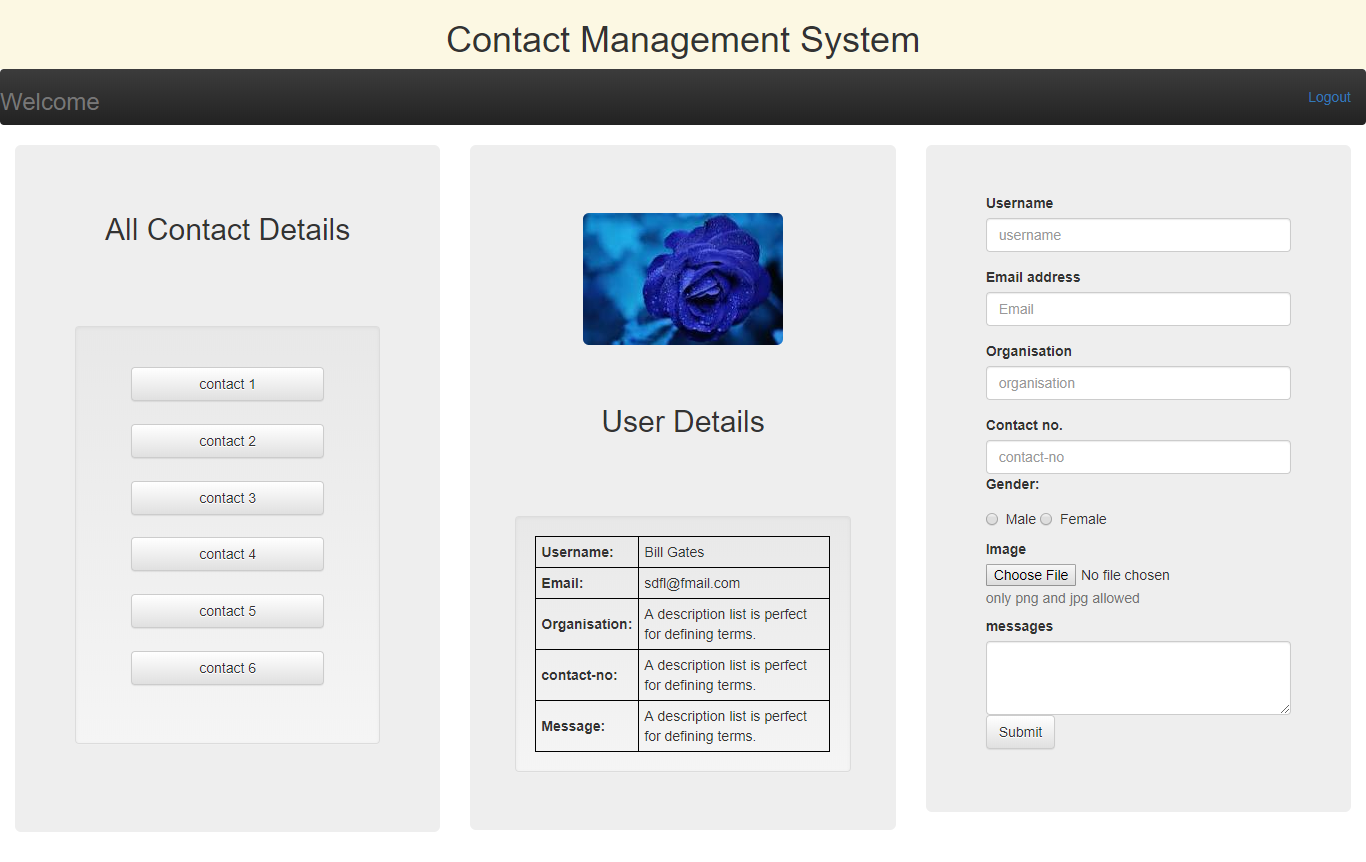 Contact Management System
Welcome
Logout
All Contact Details
contact 1
contact 2
contact 3
contact 4
contact 5
contact 6
User Details
Username: Bill Gates
Email: sdfl@fmail.com
Organisation: A description list is perfect
for defining terms.
contact-no: A description list is perfect
for defining terms.
Message: A description list is perfect
for defining terms.
Username
username
Email address
Email
Organisation
organisation
Contact no.
contact-no
Gender:
Male Female
Image
Choose File No file chosen
only png and jpg allowed
messages
Submit